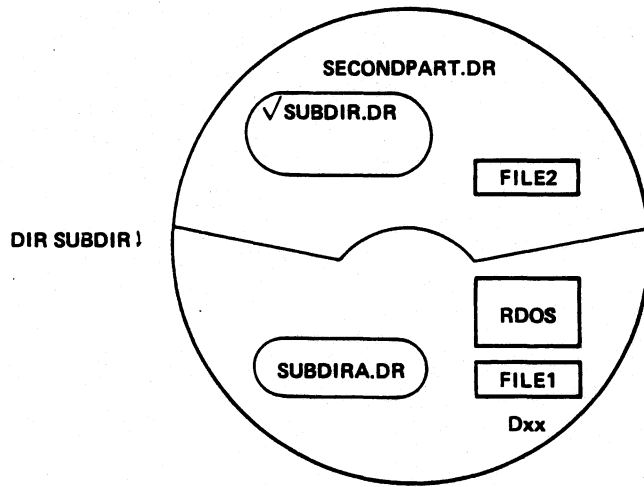 SECONDPART.DR
√SUBDIR.DR
FILE2
DIR SUBDIR)
RDOS
SUBDIRA.DR
FILE1
Dxx